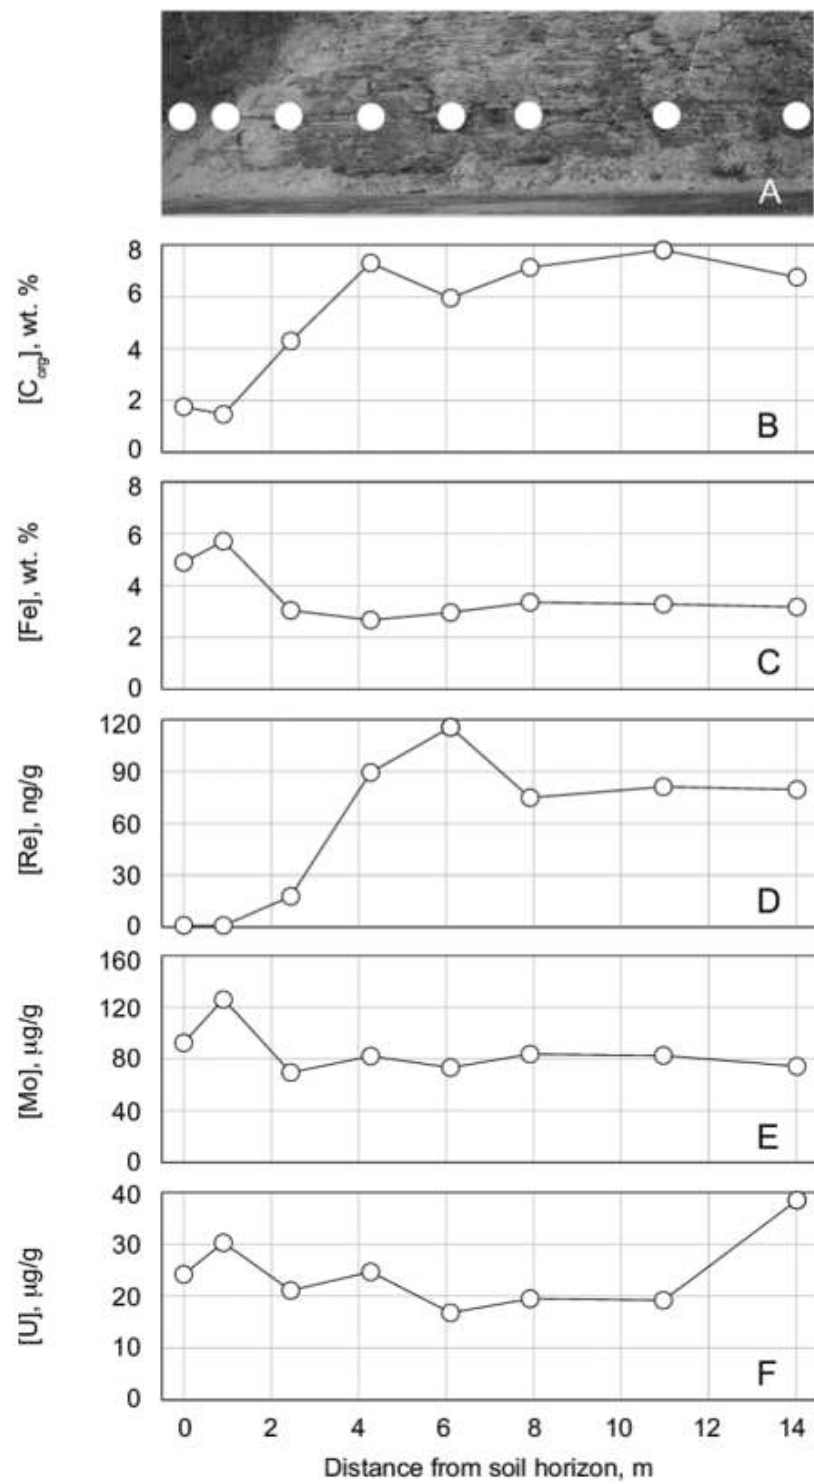 A
[C_org], wt. %
8
6
4
2
0
B
[Fe], wt. %
8
6
4
2
0
C
[Re], ng/g
120
90
60
30
0
D
[Mo], µg/g
160
120
80
40
0
E
[U], µg/g
40
30
20
10
0
F
0 2 4 6 8 10 12 14
Distance from soil horizon, m